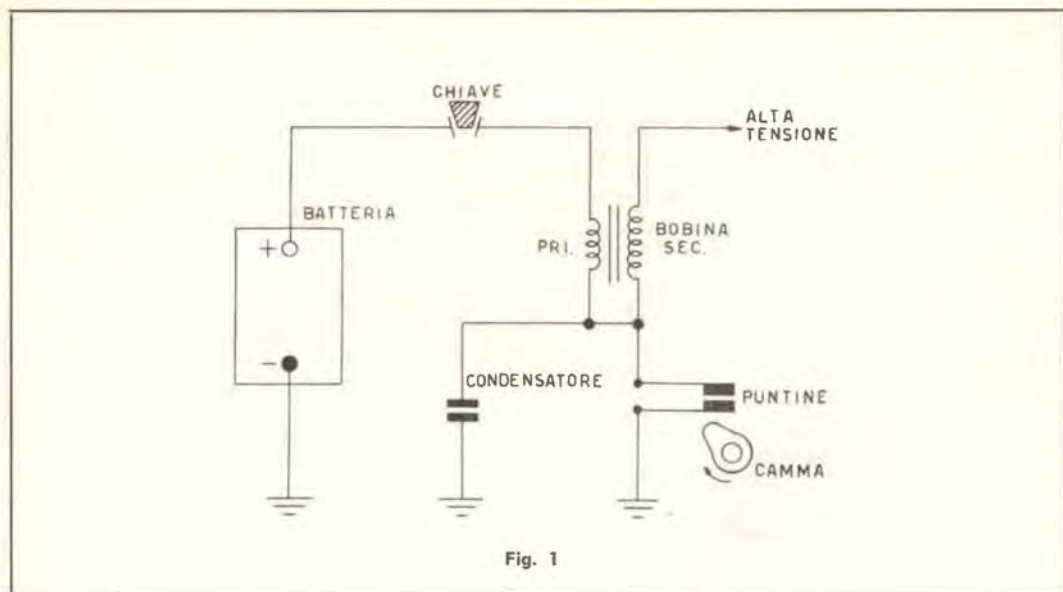 CHIAVE
ALTA
TENSIONE
BATTERIA
+
PRI.
BOBINA
SEC.
-
CONDENSATORE
PUNTINE
CAMMA
Fig. 1